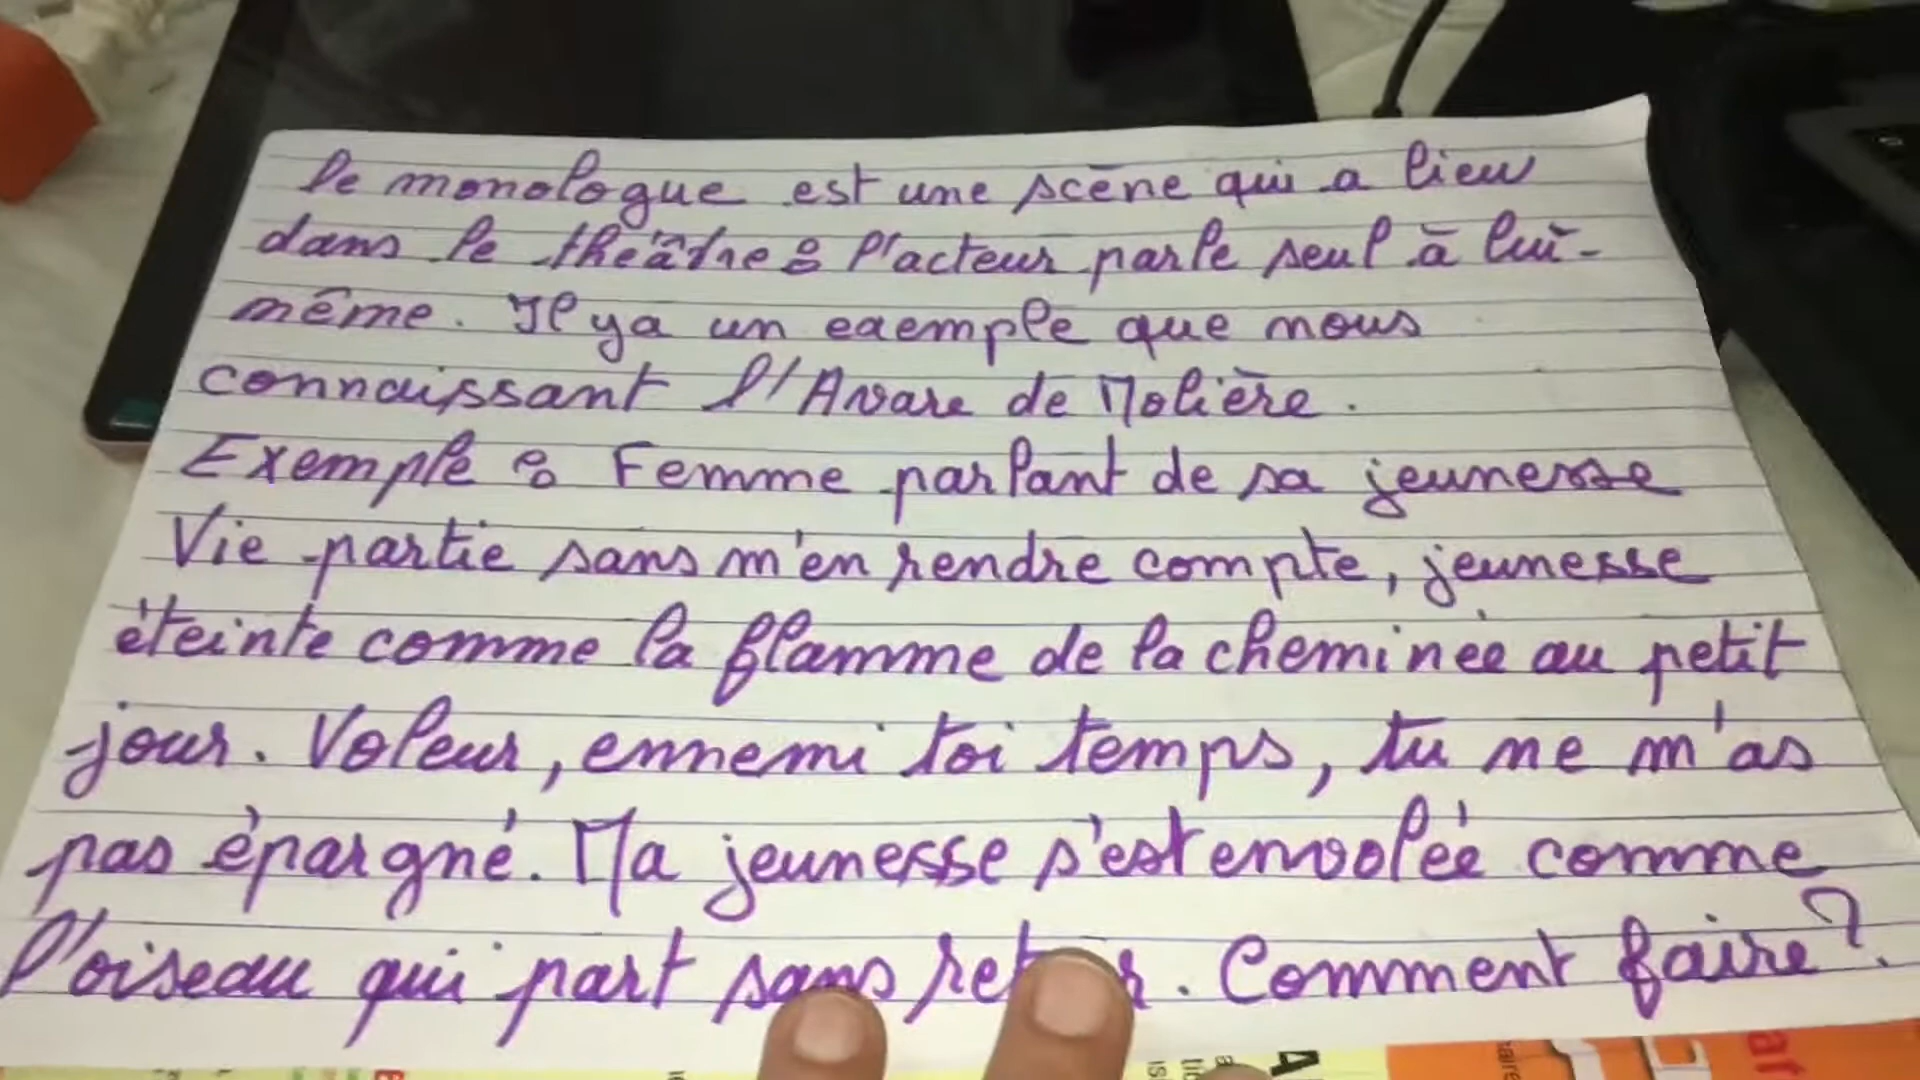 Le monologue est une scène qui a lieu
dans le théâtre : l'acteur parle seul à lui-
même. Il ya un exemple que nous
connaissant l'Avare de Molière.
Exemple : Femme parlant de sa jeunesse
Vie partie sans m'en rendre compte, jeunesse
éteinte comme la flamme de la cheminée au petit
jour. Voleur, ennemi toi temps, tu ne m'as
pas épargné. Ma jeunesse s'est envolée comme
l'oiseau qui part sans retour. Comment faire ?